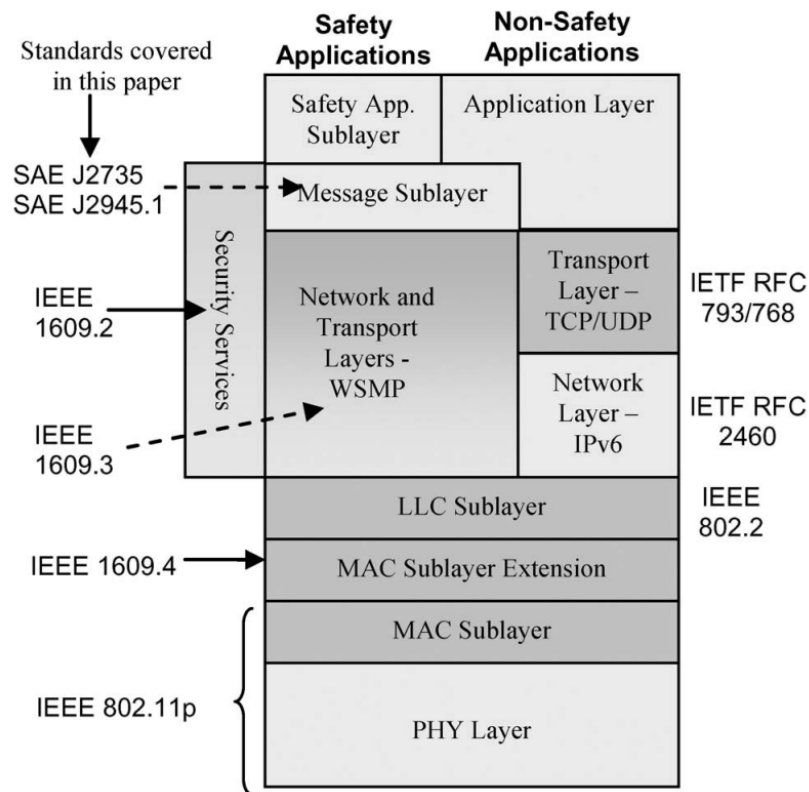 Standards covered
in this paper
Safety
Applications
Non-Safety
Applications
Safety App.
Sublayer
Application Layer
SAE J2735
SAE J2945.1
Message Sublayer
Security Services
IEEE
1609.2
Network and
Transport
Layers -
WSMP
Transport
Layer –
TCP/UDP
IETF RFC
793/768
IEEE
1609.3
Network
Layer –
IPv6
IETF RFC
2460
LLC Sublayer
IEEE
802.2
IEEE 1609.4
MAC Sublayer Extension
MAC Sublayer
IEEE 802.11p
PHY Layer